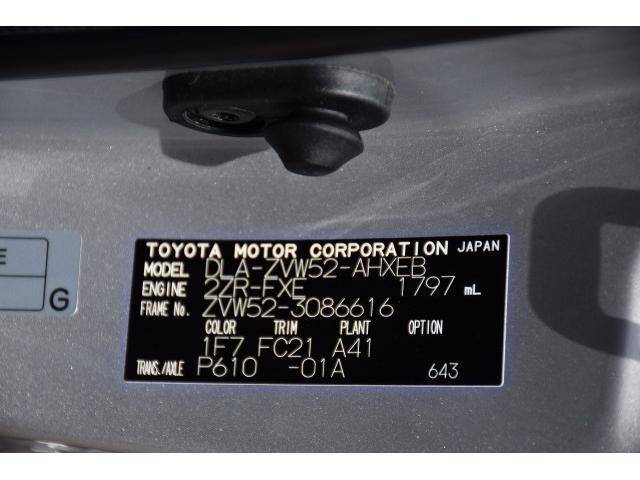 E
G
TOYOTA MOTOR CORPORATION JAPAN
MODEL DLA-ZVW52-AHXEB
ENGINE 2ZR-FXE 1797 mL
FRAME No. ZVW52-3086616
COLOR TRIM PLANT OPTION
1F7 FC21 A41
TRANS./AXLE P610 -01A 643